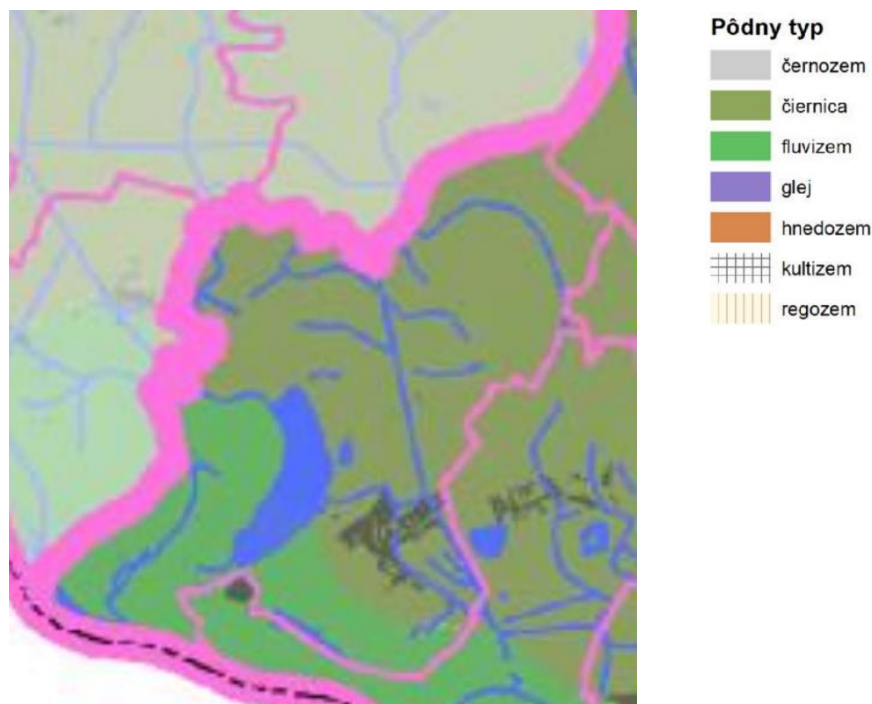 Pôdny typ
černozem
čiernica
fluvizem
glej
hnedozem
kultizem
regozem